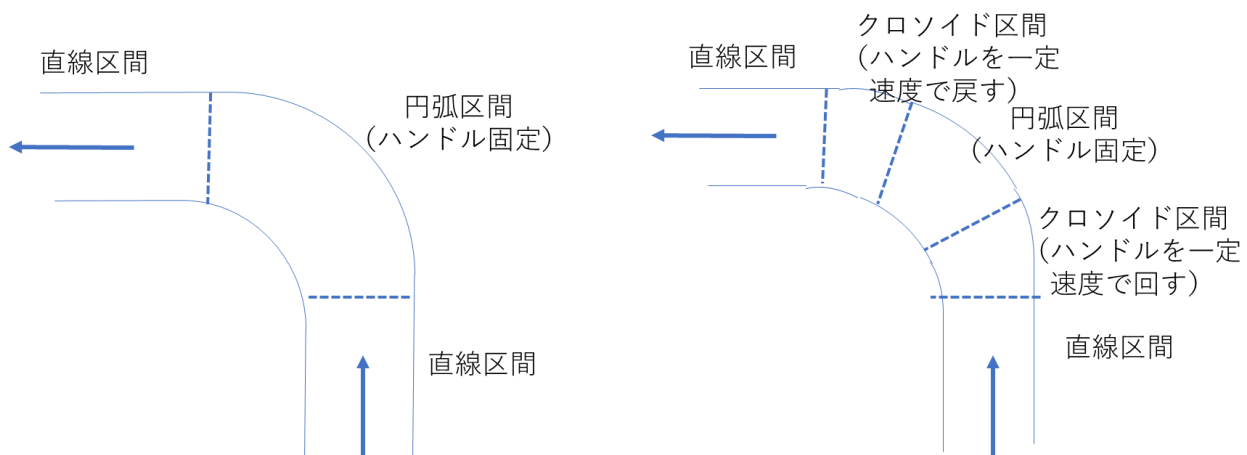 直線区間
円弧区間
(ハンドル固定)
直線区間
クロソイド区間
(ハンドルを一定
速度で戻す)
直線区間
円弧区間
(ハンドル固定)
クロソイド区間
(ハンドルを一定
速度で回す)
直線区間